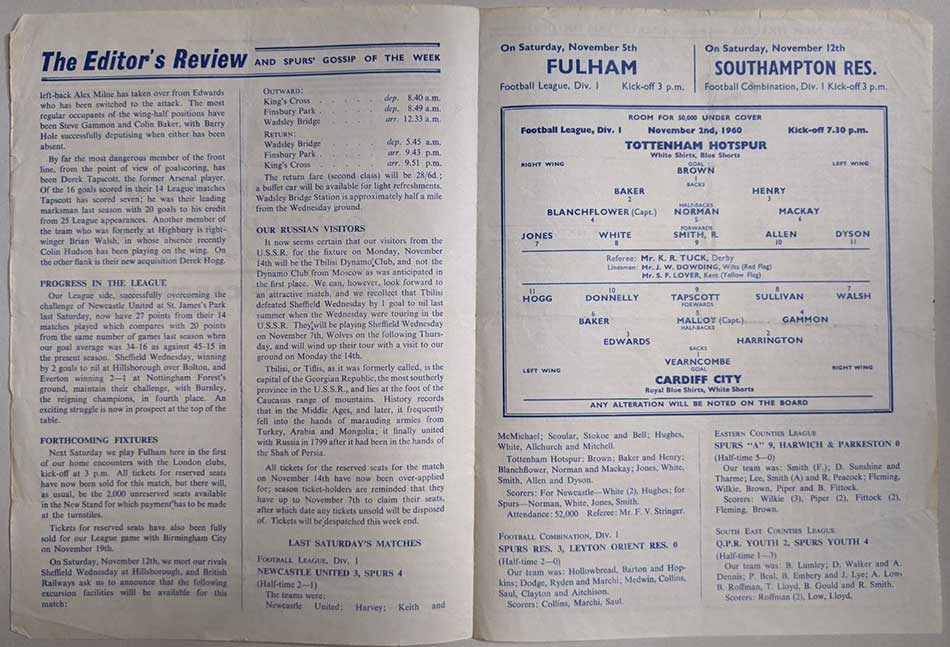 The Editor's Review AND SPURS' GOSSIP OF THE WEEK
left-back Alex Milne has taken over from Edwards
who has been switched to the attack. The most
regular occupants of the wing-half positions have
been Steve Gammon and Colin Baker, with Barry
Hole successfully deputising when either has been
absent.
By far the most dangerous member of the front
line, from the point of view of goalscoring, has
been Derek Tapscott, the former Arsenal player.
Of the 16 goals scored in their 14 League matches
Tapscott has scored seven; he was their leading
marksman last season with 20 goals to his credit
from 25 League appearances. Another member of
the team who was formerly at Highbury is right-
winger Brian Walsh, in whose absence recently
Colin Hudson has been playing on the wing. On
the other flank is their new acquisition Derek Hogg.
PROGRESS IN THE LEAGUE
Our League side, successfully overcoming the
challenge of Newcastle United at St. James's Park
last Saturday, now have 27 points from their 14
matches played which compares with 20 points
from the same number of games last season when
our goal average was 34-16 as against 45-15 in
the present season. Sheffield Wednesday, winning
by 2 goals to nil at Hillsborough over Bolton, and
Everton winning 2—1 at Nottingham Forest's
ground, maintain their challenge, with Burnley,
the reigning champions, in fourth place. An
exciting struggle is now in prospect at the top of the
table.
FORTHCOMING FIXTURES
Next Saturday we play Fulham here in the first
of our home encounters with the London clubs,
kick-off at 3 p.m. All tickets for reserved seats
have now been sold for this match, but there will,
as usual, be the 2,000 unreserved seats available
in the New Stand for which payment has to be made
at the turnstiles.
Tickets for reserved seats have also been fully
sold for our League game with Birmingham City
on November 19th.
On Saturday, November 12th, we meet our rivals
Sheffield Wednesday at Hillsborough, and British
Railways ask us to announce that the following
excursion facilities will be available for this
match:
OUTWARD:
King's Cross . . . . . . dep. 8.40 a.m.
Finsbury Park . . . . . dep. 8.49 a.m.
Wadsley Bridge . . . . arr. 12.33 a.m.
RETURN:
Wadsley Bridge . . . . dep. 5.45 a.m.
Finsbury Park . . . . . arr. 9.43 p.m.
King's Cross . . . . . . arr. 9.51 p.m.
The return fare (second class) will be 28/6d.;
a buffet car will be available for light refreshments.
Wadsley Bridge Station is approximately half a mile
from the Wednesday ground.
OUR RUSSIAN VISITORS
It now seems certain that our visitors from the
U.S.S.R. for the fixture on Monday, November
14th will be the Tbilisi Dynamo Club, and not the
Dynamo Club from Moscow as was anticipated in
the first place. We can, however, look forward to
an attractive match, and we recollect that Tbilisi
defeated Sheffield Wednesday by 1 goal to nil last
summer when the Wednesday were touring in the
U.S.S.R. They will be playing Sheffield Wednesday
on November 7th, Wolves on the following Thurs-
day, and will wind up their tour with a visit to our
ground on Monday the 14th.
Tbilisi, or Tiflis, as it was formerly called, is the
capital of the Georgian Republic, the most southerly
province in the U.S.S.R., and lies at the foot of the
Caucasus range of mountains. History records
that in the Middle Ages, and later, it frequently
fell into the hands of marauding armies from
Turkey, Arabia and Mongolia; it finally united
with Russia in 1799 after it had been in the hands of
the Shah of Persia.
All tickets for the reserved seats for the match
on November 14th have now been over-applied
for; season ticket-holders are reminded that they
have up to November 7th to claim their seats,
after which date any tickets unsold will be disposed
of. Tickets will be despatched this week end.
LAST SATURDAY'S MATCHES
FOOTBALL LEAGUE, DIV. 1
NEWCASTLE UNITED 3, SPURS 4
(Half-time 2—1)
The teams were:
Newcastle United: Harvey; Keith and
On Saturday, November 5th
FULHAM
Football League, Div. 1 Kick-off 3 p.m.
On Saturday, November 12th
SOUTHAMPTON RES.
Football Combination, Div. 1 Kick-off 3 p.m.
ROOM FOR 50,000 UNDER COVER
Football League, Div. 1 November 2nd, 1960 Kick-off 7.30 p.m.
TOTTENHAM HOTSPUR
White Shirts, Blue Shorts
RIGHT WING GOAL LEFT WING
BROWN
1
BACKS
BAKER HENRY
2 3
HALF-BACKS
BLANCHFLOWER (Capt.) NORMAN MACKAY
4 5 6
FORWARDS
JONES WHITE SMITH, R. ALLEN DYSON
7 8 9 10 11
Referee: Mr. K. R. TUCK, Derby
Linesmen: Mr. J. W. DOWDING, Wilts (Red Flag)
Mr. S. F. LOVER, Kent (Yellow Flag)
11 10 9 8 7
HOGG DONNELLY TAPSCOTT SULLIVAN WALSH
FORWARDS
6 5 4
BAKER MALLOY (Capt.) GAMMON
HALF-BACKS
3 2
EDWARDS HARRINGTON
BACKS
1
VEARNCOMBE
LEFT WING GOAL RIGHT WING
CARDIFF CITY
Royal Blue Shirts, White Shorts
ANY ALTERATION WILL BE NOTED ON THE BOARD
McMichael; Scoular, Stokoe and Bell; Hughes,
White, Allchurch and Mitchell.
Tottenham Hotspur: Brown; Baker and Henry;
Blanchflower, Norman and Mackay; Jones, White,
Smith, Allen and Dyson.
Scorers: For Newcastle—White (2), Hughes; for
Spurs—Norman, White, Jones, Smith.
Attendance: 52,000 Referee: Mr. F. V. Stringer.
FOOTBALL COMBINATION, DIV. 1
SPURS RES. 3, LEYTON ORIENT RES. 0
(Half-time 2—0)
Our team was: Hollowbread, Barton and Hop-
kins; Dodge, Ryden and Marchi; Medwin, Collins,
Saul, Clayton and Aitchison.
Scorers: Collins, Marchi, Saul.
EASTERN COUNTIES LEAGUE
SPURS "A" 9, HARWICH & PARKESTON 0
(Half-time 5—0)
Our team was: Smith (F.); D. Sunshine and
Tharme; Lee, Smith (A) and R. Peacock; Fleming,
Wilkie, Brown, Piper and B. Fittock.
Scorers: Wilkie (3), Piper (2), Fittock (2),
Fleming, Brown.
SOUTH EAST COUNTIES LEAGUE
Q.P.R. YOUTH 2, SPURS YOUTH 4
(Half-time 1—3)
Our team was: B. Lumley; D. Walker and A.
Dennis; P. Beal, B. Embery and J. Lye; A. Low,
B. Roffman, T. Lloyd, B. Gould and R. Smith.
Scorers: Roffman (2), Low, Lloyd.